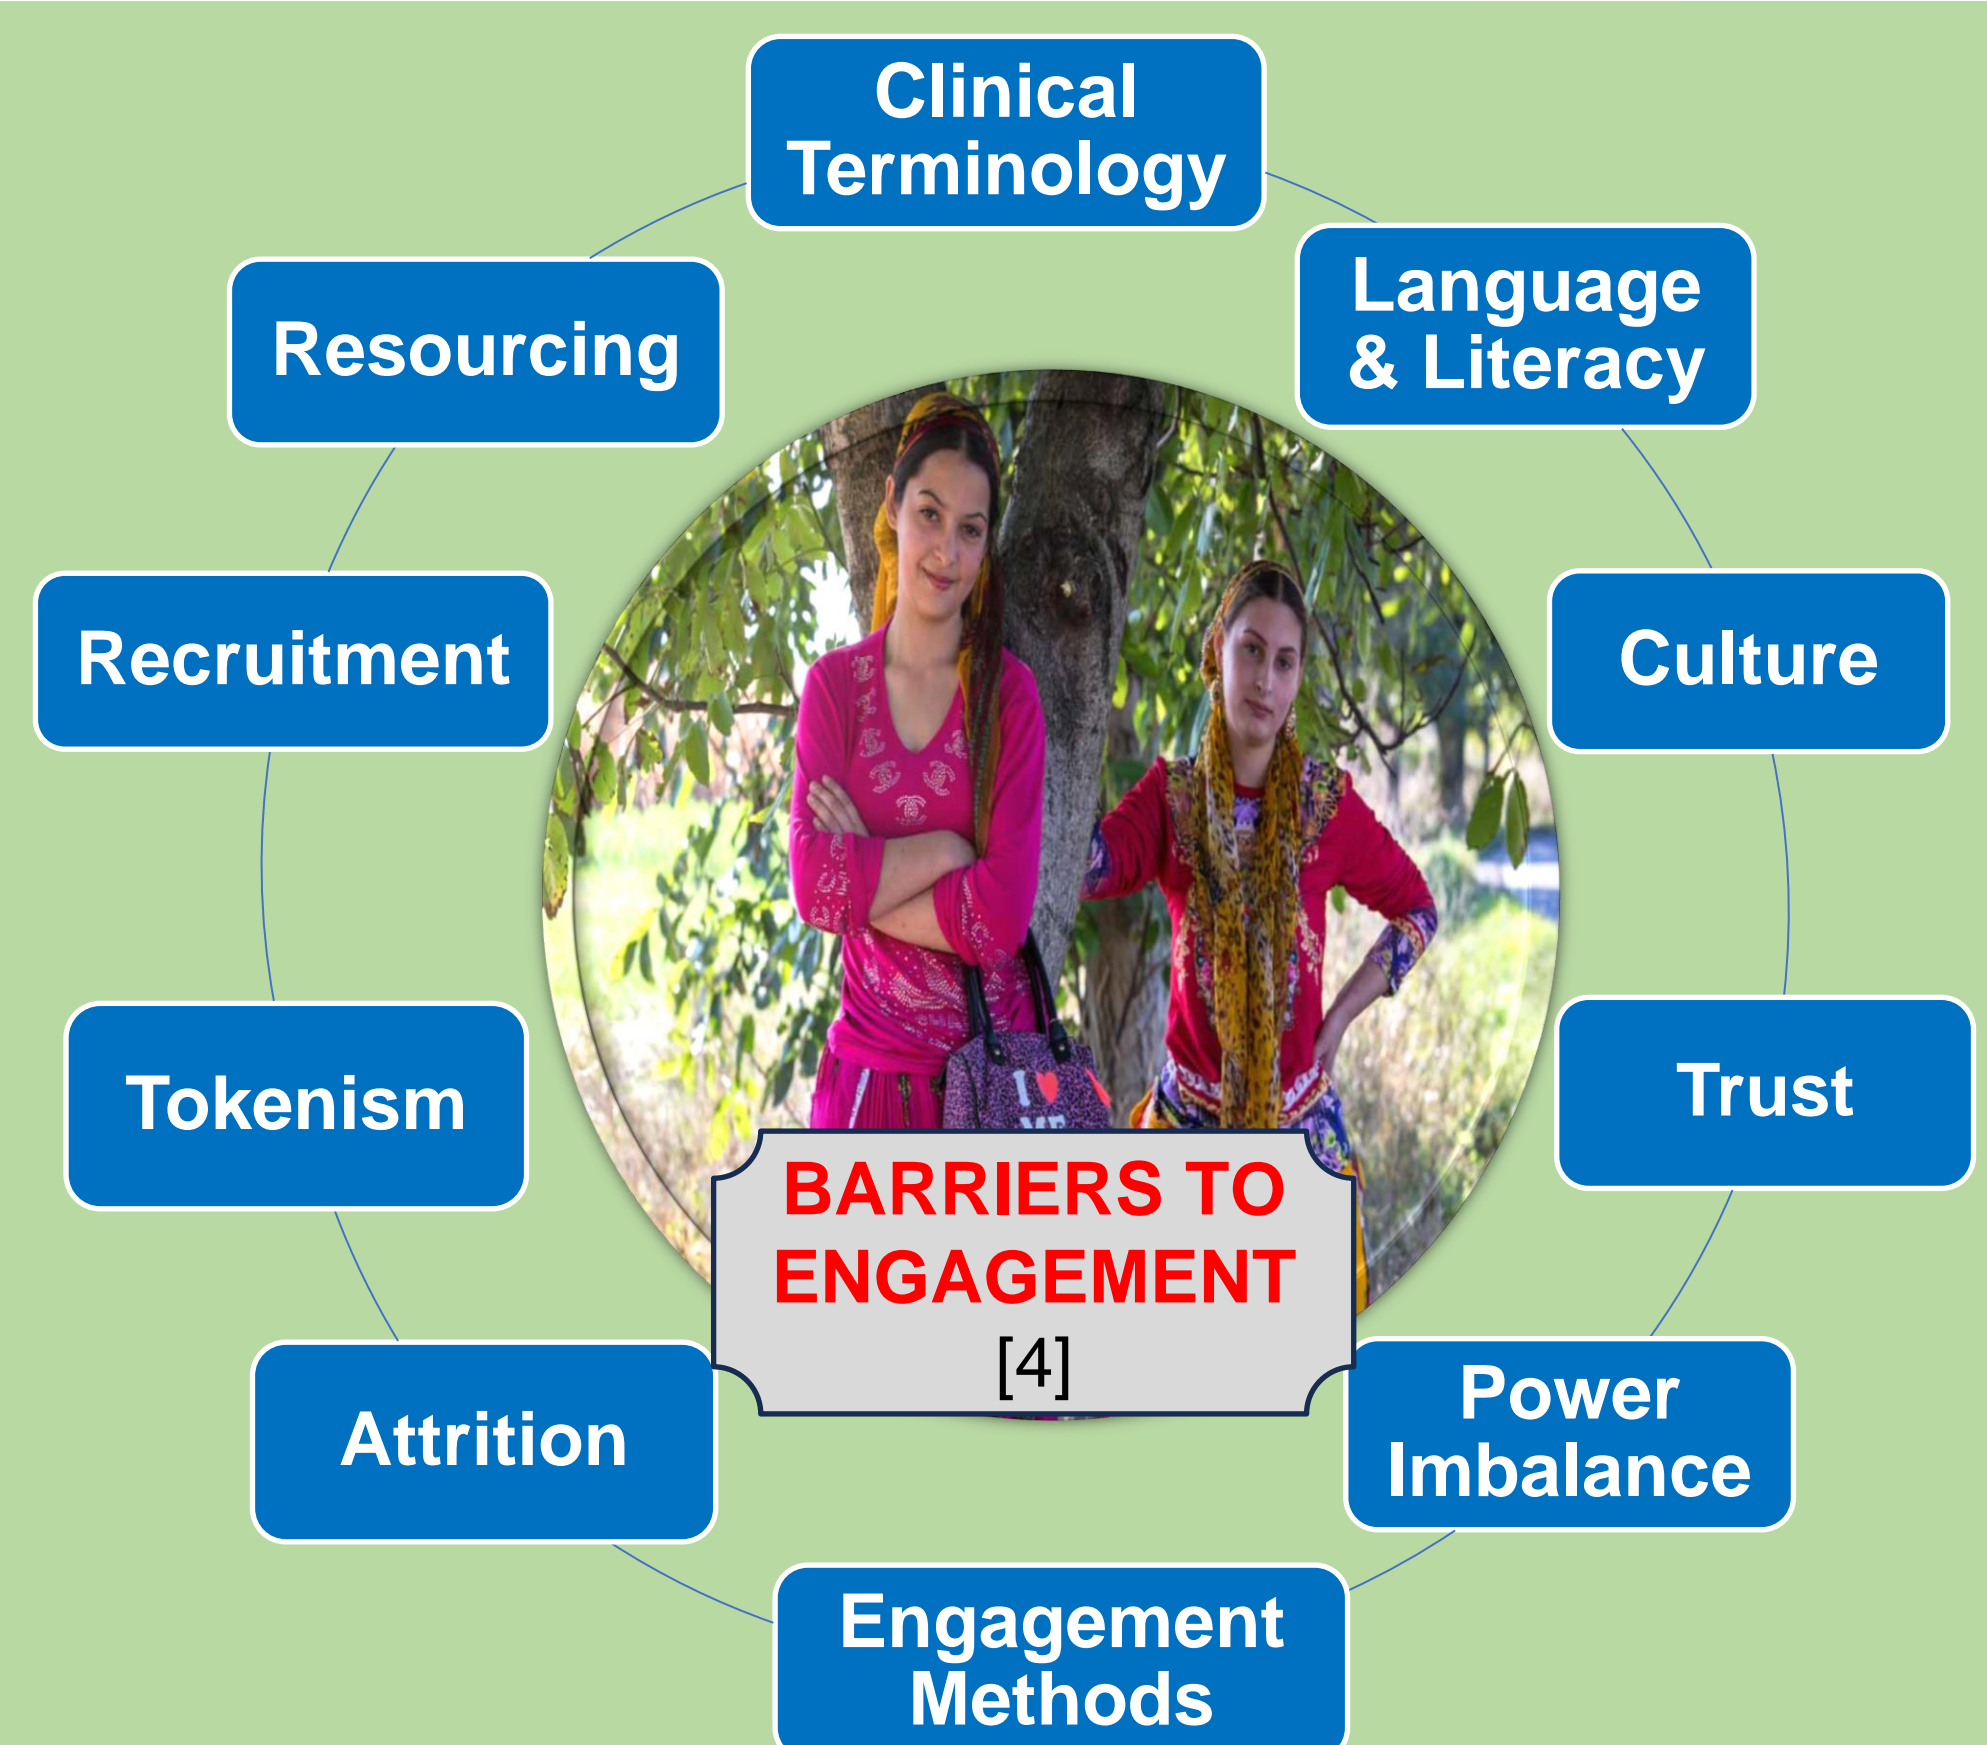 Clinical
Terminology
Language
& Literacy
Culture
Trust
Power
Imbalance
Engagement
Methods
Attrition
Tokenism
Recruitment
Resourcing
I ❤
BARRIERS TO
ENGAGEMENT
[4]